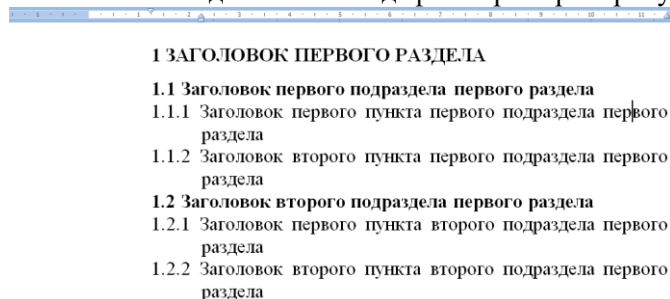 1 ЗАГОЛОВОК ПЕРВОГО РАЗДЕЛА
1.1 Заголовок первого подраздела первого раздела
1.1.1 Заголовок первого пункта первого подраздела первого
раздела
1.1.2 Заголовок второго пункта первого подраздела первого
раздела
1.2 Заголовок второго подраздела первого раздела
1.2.1 Заголовок первого пункта второго подраздела первого
раздела
1.2.2 Заголовок второго пункта второго подраздела первого
раздела